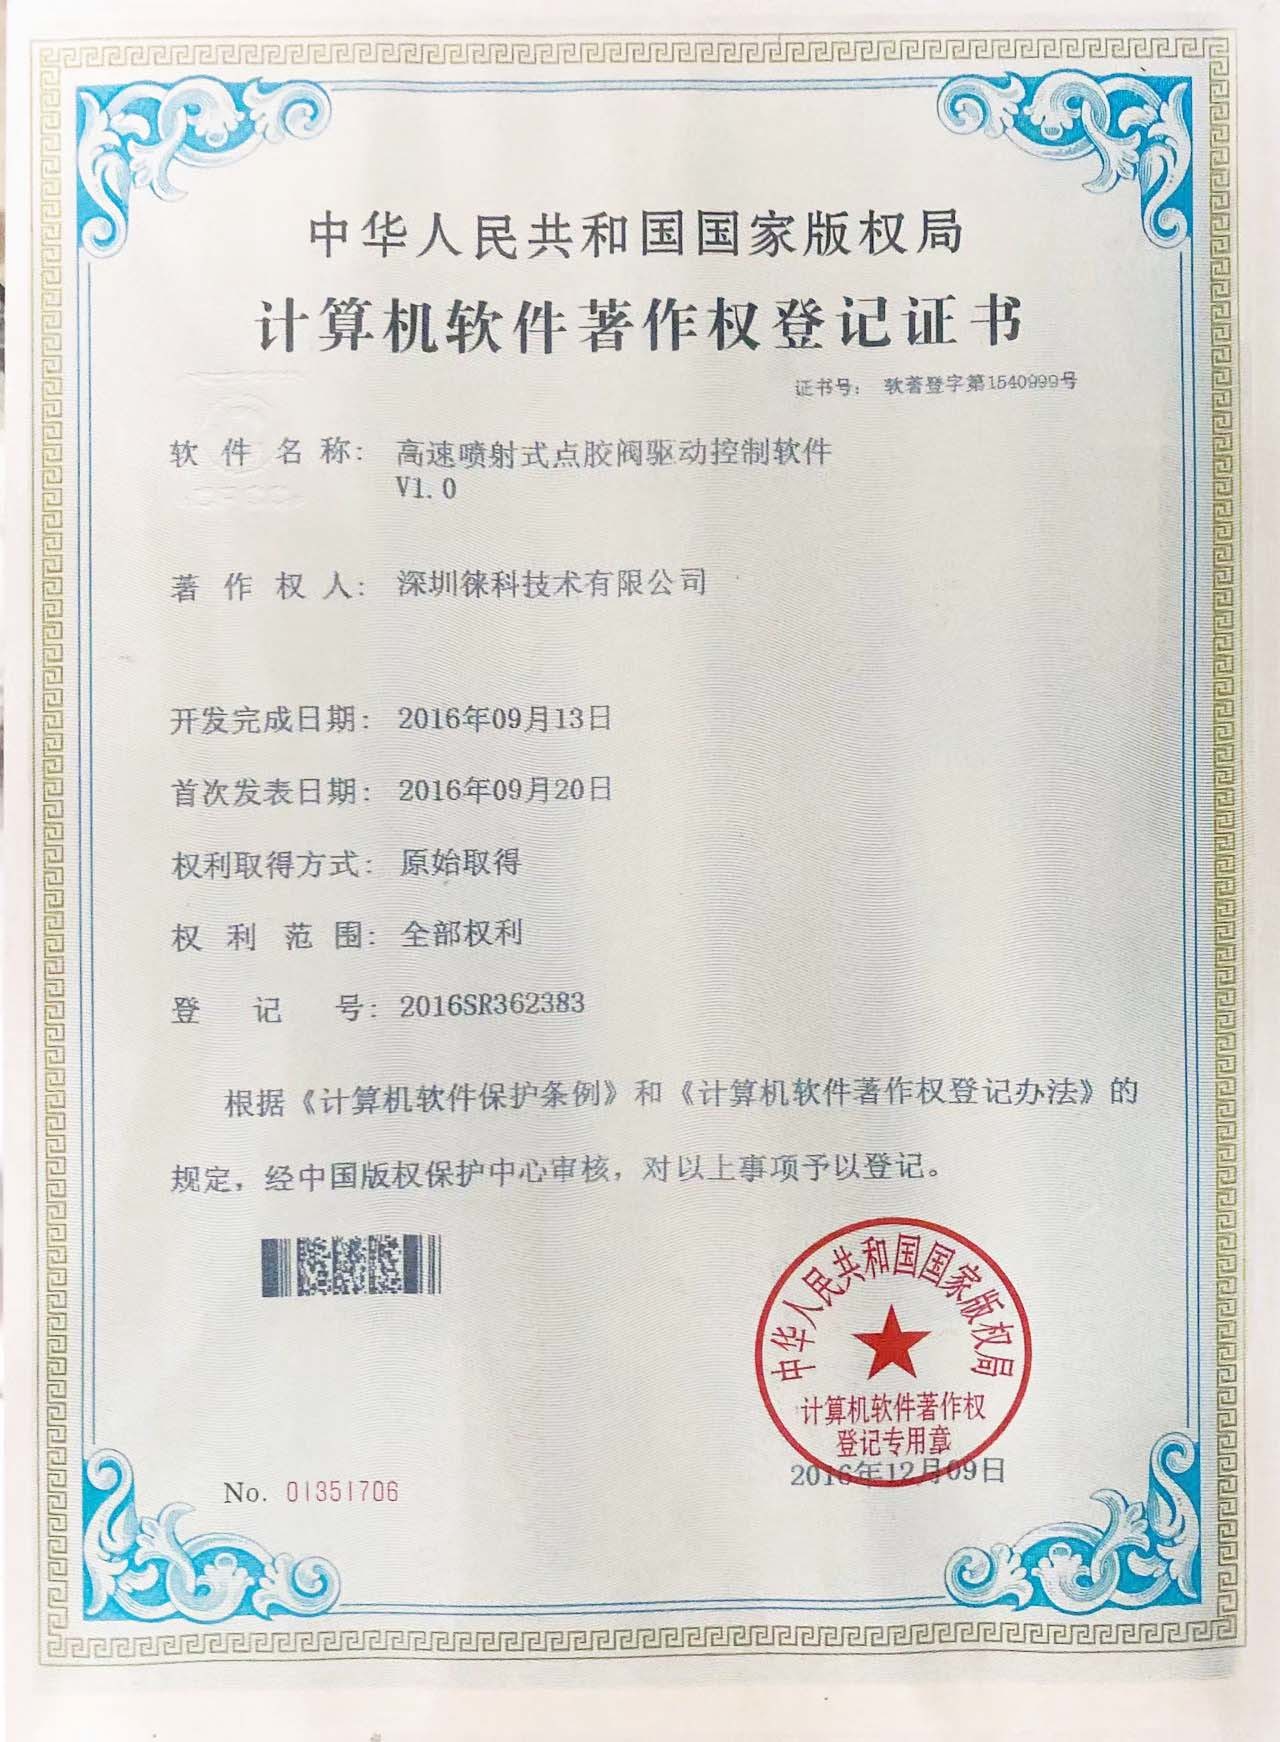 中华人民共和国国家版权局
计算机软件著作权登记证书
证书号： 软著登字第1540999号
软件名称： 高速喷射式点胶阀驱动控制软件
V1.0
著作权人： 深圳徕科技术有限公司
开发完成日期： 2016年09月13日
首次发表日期： 2016年09月20日
权利取得方式： 原始取得
权利范围： 全部权利
登记号： 2016SR362383
根据《计算机软件保护条例》和《计算机软件著作权登记办法》的
规定，经中国版权保护中心审核，对以上事项予以登记。
中华人民共和国国家版权局
计算机软件著作权
登记专用章
2016年12月09日
No. 01351706